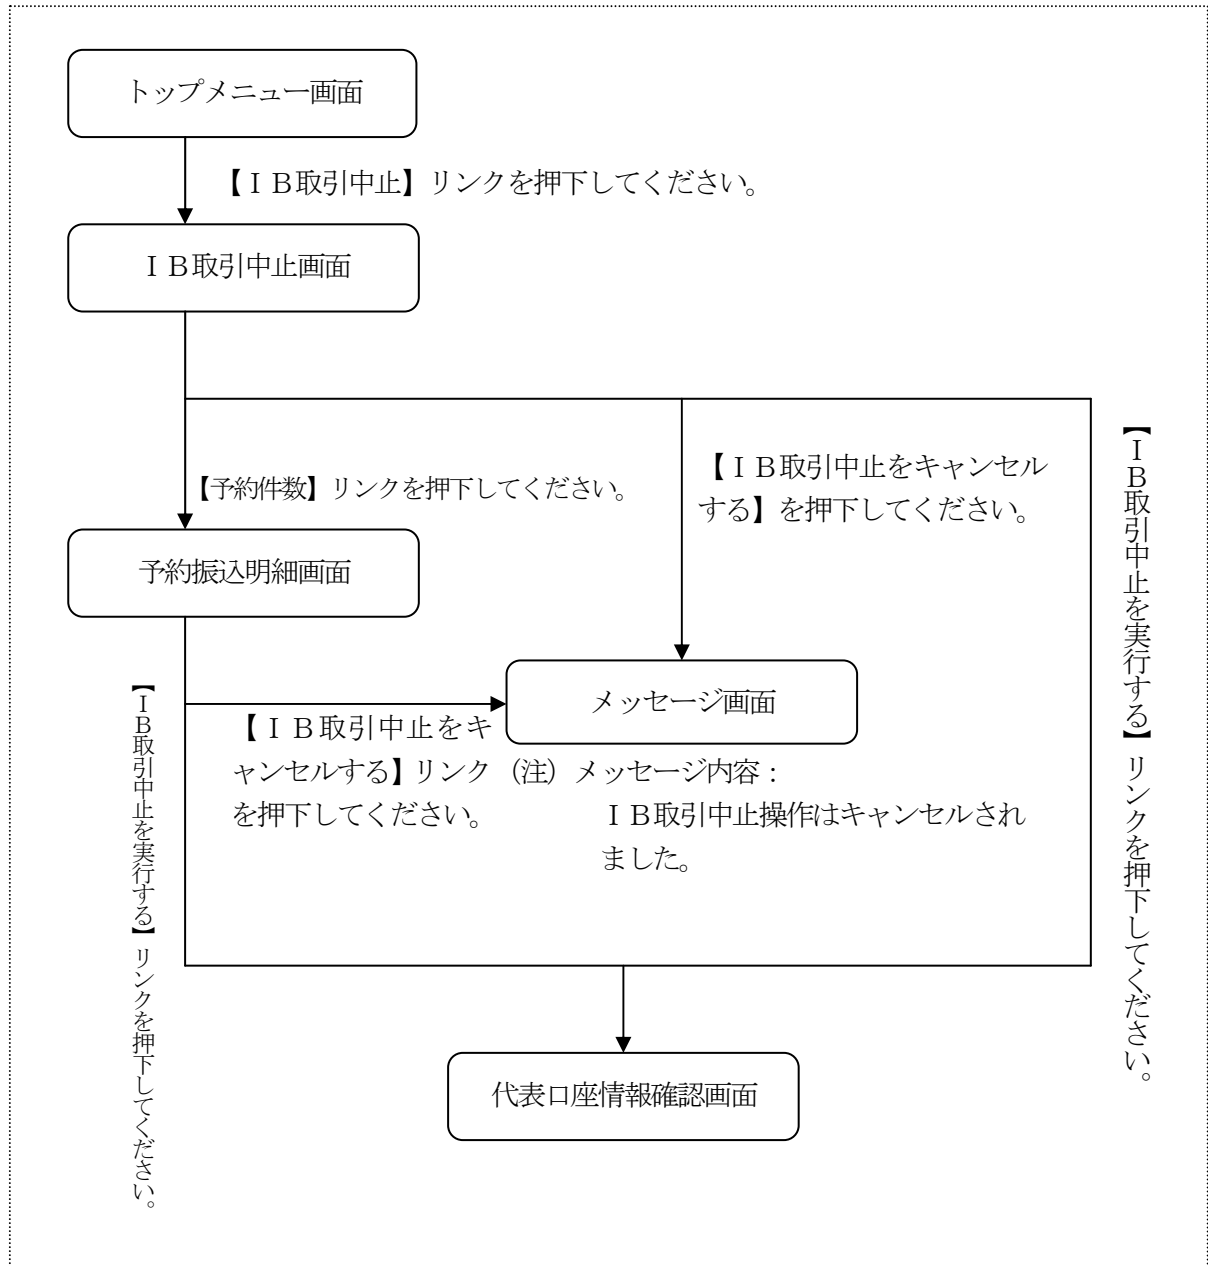 トップメニュー画面
【ＩＢ取引中止】リンクを押下してください。
ＩＢ取引中止画面
【予約件数】リンクを押下してください。
【ＩＢ取引中止をキャンセル
する】を押下してください。
【ＩＢ取引中止を実行する】リンクを押下してください。
予約振込明細画面
メッセージ画面
【ＩＢ取引中止をキ
ャンセルする】リンク
を押下してください。
（注）メッセージ内容：
ＩＢ取引中止操作はキャンセルされ
ました。
【ＩＢ取引中止を実行する】リンクを押下してください。
代表口座情報確認画面